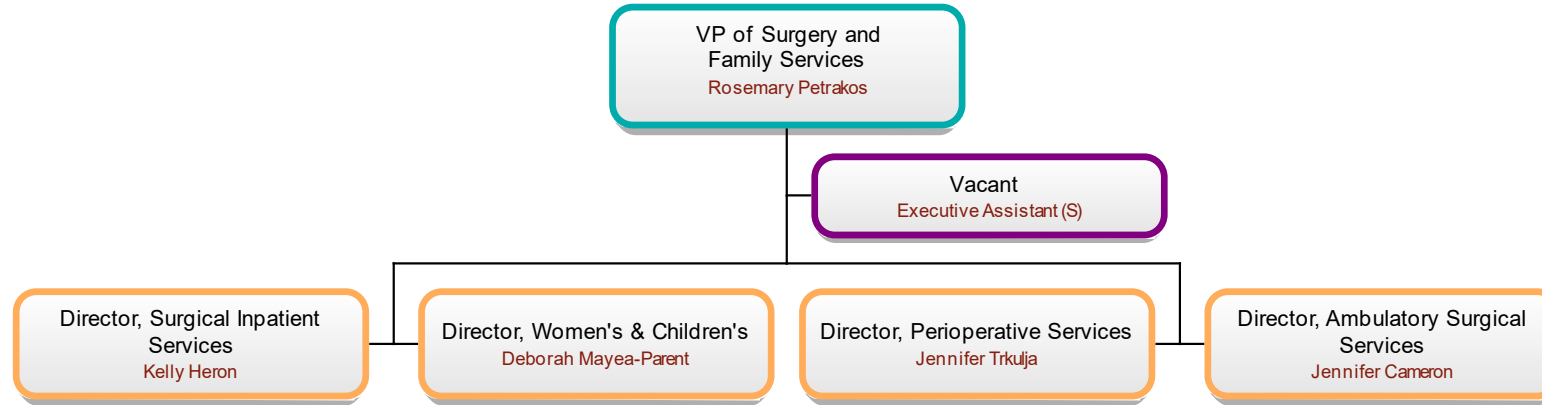 VP of Surgery and
Family Services
Rosemary Petrakos
Vacant
Executive Assistant (S)
Director, Surgical Inpatient
Services
Kelly Heron
Director, Women's & Children's
Deborah Mayea-Parent
Director, Perioperative Services
Jennifer Trkulja
Director, Ambulatory Surgical
Services
Jennifer Cameron